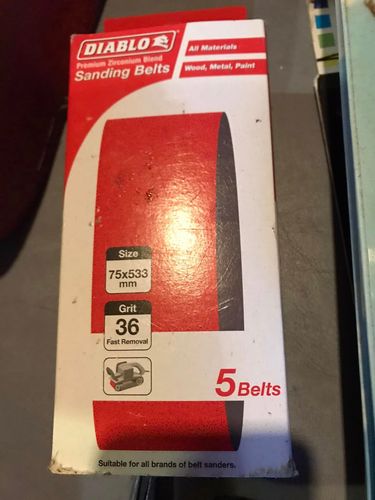 DIABLO
Premium Zirconium Blend
Sanding Belts
All Materials
Wood, Metal, Paint
Size
75x533
mm
Grit
36
Fast Removal
5 Belts
Suitable for all brands of belt sanders.